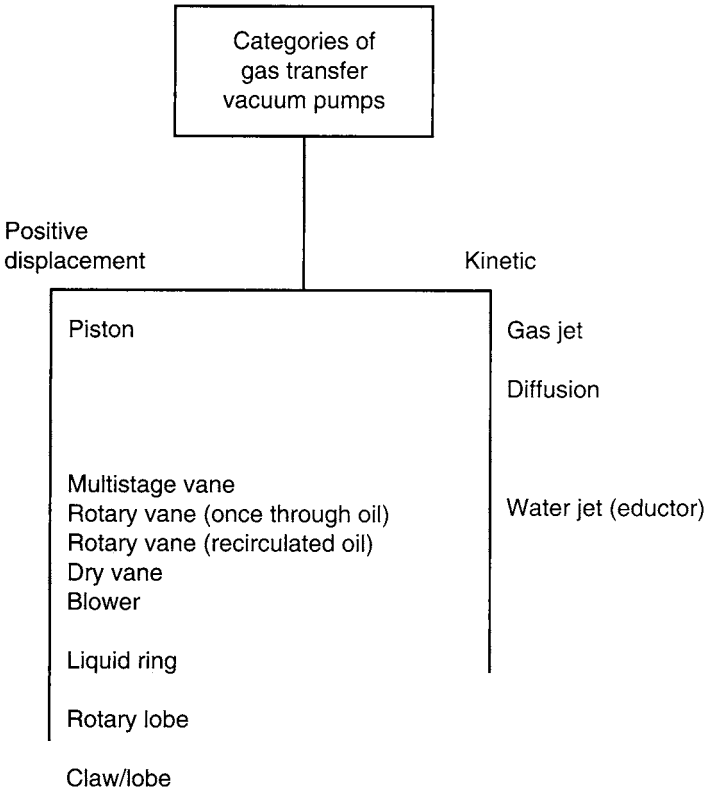 Categories of
gas transfer
vacuum pumps
Positive
displacement
Kinetic
Piston
Multistage vane
Rotary vane (once through oil)
Rotary vane (recirculated oil)
Dry vane
Blower
Liquid ring
Rotary lobe
Claw/lobe
Gas jet
Diffusion
Water jet (eductor)